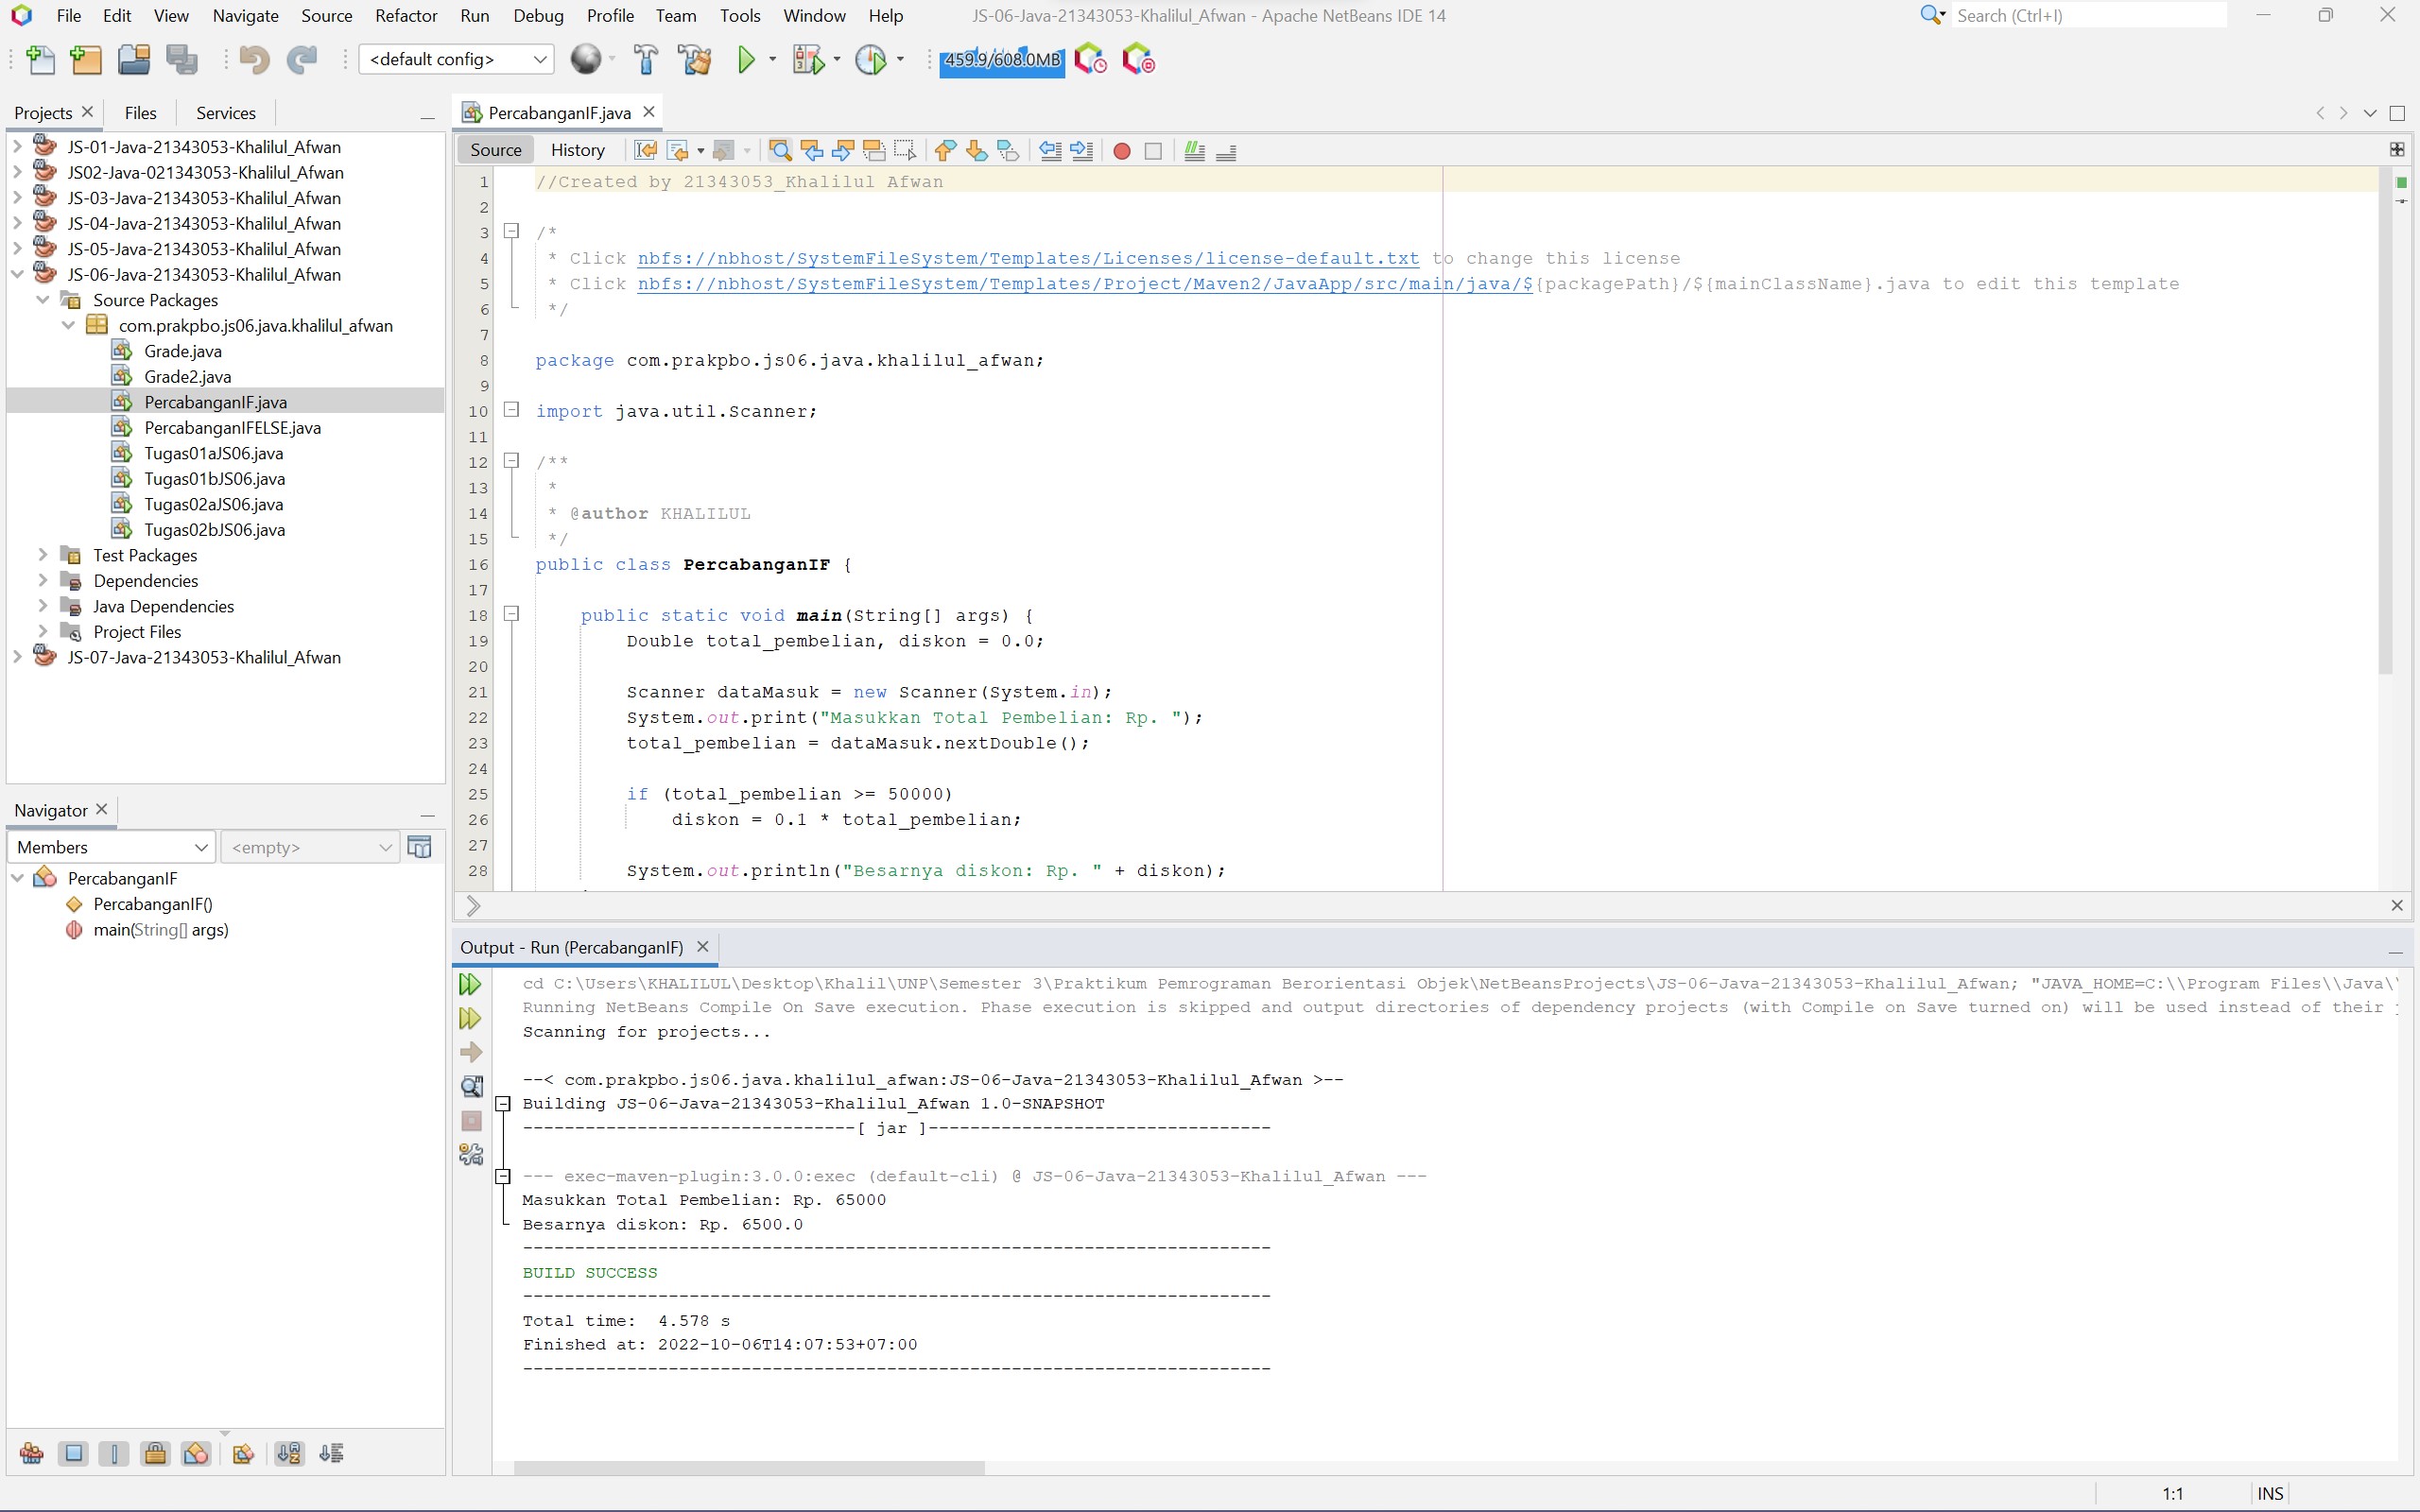 File Edit View Navigate Source Refactor Run Debug Profile Team Tools Window Help
JS-06-Java-21343053-Khalilul_Afwan - Apache NetBeans IDE 14
Search (Ctrl+I)
<default config>
459.9/608.0MB
Projects
Files
Services
JS-01-Java-21343053-Khalilul_Afwan
JS02-Java-021343053-Khalilul_Afwan
JS-03-Java-21343053-Khalilul_Afwan
JS-04-Java-21343053-Khalilul_Afwan
JS-05-Java-21343053-Khalilul_Afwan
JS-06-Java-21343053-Khalilul_Afwan
Source Packages
com.prakpbo.js06.java.khalilul_afwan
Grade.java
Grade2.java
PercabanganIF.java
PercabanganIFELSE.java
Tugas01aJS06.java
Tugas01bJS06.java
Tugas02aJS06.java
Tugas02bJS06.java
Test Packages
Dependencies
Java Dependencies
Project Files
JS-07-Java-21343053-Khalilul_Afwan
Navigator
Members
<empty>
PercabanganIF
PercabanganIF()
main(String[] args)
PercabanganIF.java
Source
History
1 //Created by 21343053_Khalilul Afwan
2
3 /*
4 * Click nbfs://nbhost/SystemFileSystem/Templates/Licenses/license-default.txt to change this license
5 * Click nbfs://nbhost/SystemFileSystem/Templates/Project/Maven2/JavaApp/src/main/java/${packagePath}/${mainClassName}.java to edit this template
6 */
7
8 package com.prakpbo.js06.java.khalilul_afwan;
9
10 import java.util.Scanner;
11
12 /**
13 *
14 * @author KHALILUL
15 */
16 public class PercabanganIF {
17
18 public static void main(String[] args) {
19 Double total_pembelian, diskon = 0.0;
20
21 Scanner dataMasuk = new Scanner(System.in);
22 System.out.print("Masukkan Total Pembelian: Rp. ");
23 total_pembelian = dataMasuk.nextDouble();
24
25 if (total_pembelian >= 50000)
26 diskon = 0.1 * total_pembelian;
27
28 System.out.println("Besarnya diskon: Rp. " + diskon);
Output - Run (PercabanganIF)
cd C:\Users\KHALILUL\Desktop\Khalil\UNP\Semester 3\Praktikum Pemrograman Berorientasi Objek\NetBeansProjects\JS-06-Java-21343053-Khalilul_Afwan; "JAVA_HOME=C:\\Program Files\\Java\\
Running NetBeans Compile On Save execution. Phase execution is skipped and output directories of dependency projects (with Compile on Save turned on) will be used instead of their
Scanning for projects...
--< com.prakpbo.js06.java.khalilul_afwan:JS-06-Java-21343053-Khalilul_Afwan >--
Building JS-06-Java-21343053-Khalilul_Afwan 1.0-SNAPSHOT
--------------------------------[ jar ]---------------------------------
--- exec-maven-plugin:3.0.0:exec (default-cli) @ JS-06-Java-21343053-Khalilul_Afwan ---
Masukkan Total Pembelian: Rp. 65000
Besarnya diskon: Rp. 6500.0
------------------------------------------------------------------------
BUILD SUCCESS
------------------------------------------------------------------------
Total time: 4.578 s
Finished at: 2022-10-06T14:07:53+07:00
------------------------------------------------------------------------
1:1
INS